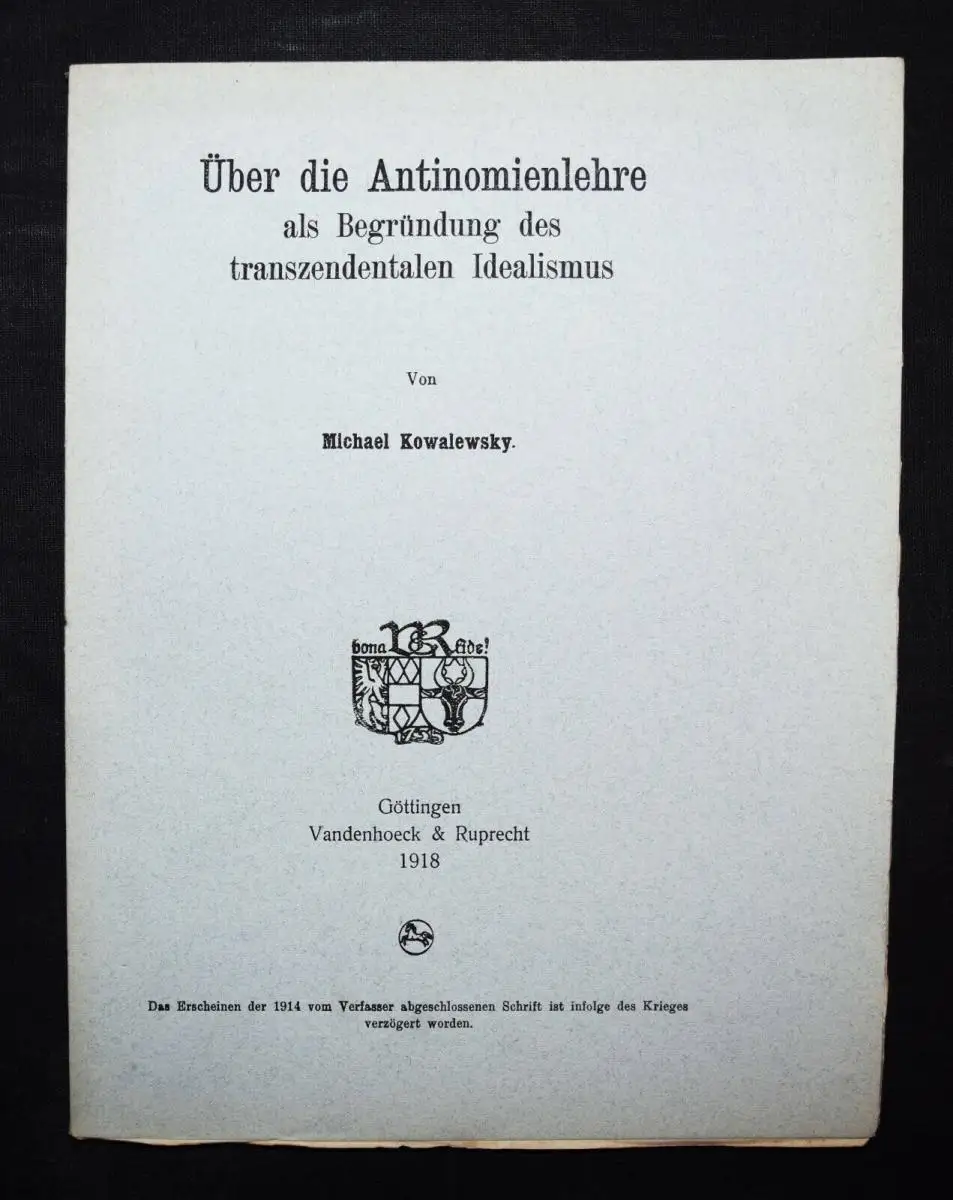 Über die Antinomienlehre
als Begründung des
transzendentalen Idealismus
Von
Michael Kowalewsky.
bona V&R fide!
1735
Göttingen
Vandenhoeck & Ruprecht
1918
Das Erscheinen der 1914 vom Verfasser abgeschlossenen Schrift ist infolge des Krieges
verzögert worden.